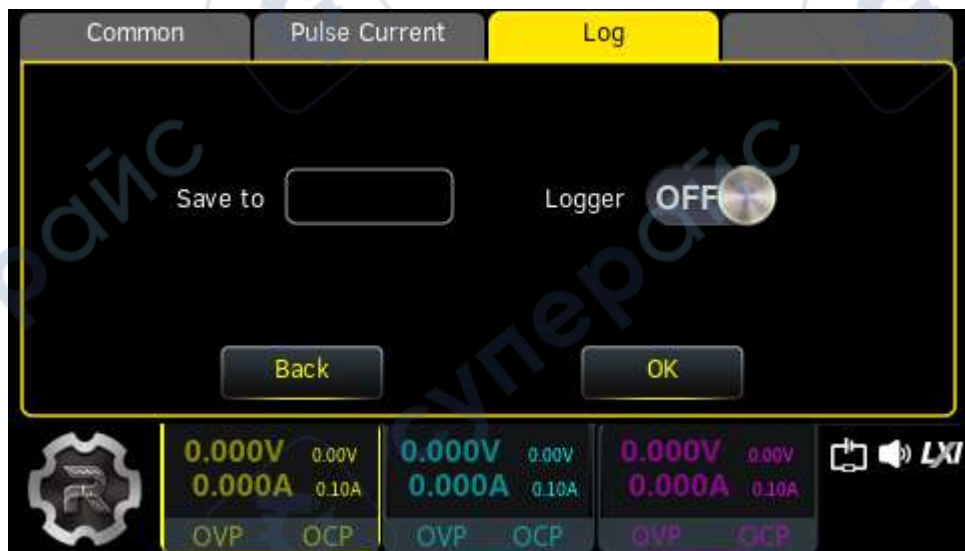 Common Pulse Current Log
Save to Logger OFF
Back OK
0.000V 0.00V 0.000V 0.00V 0.000V 0.00V
0.000A 0.10A 0.000A 0.10A 0.000A 0.10A
OVP OCP OVP OCP OVP OCP
LXI
R
райс
суперайс